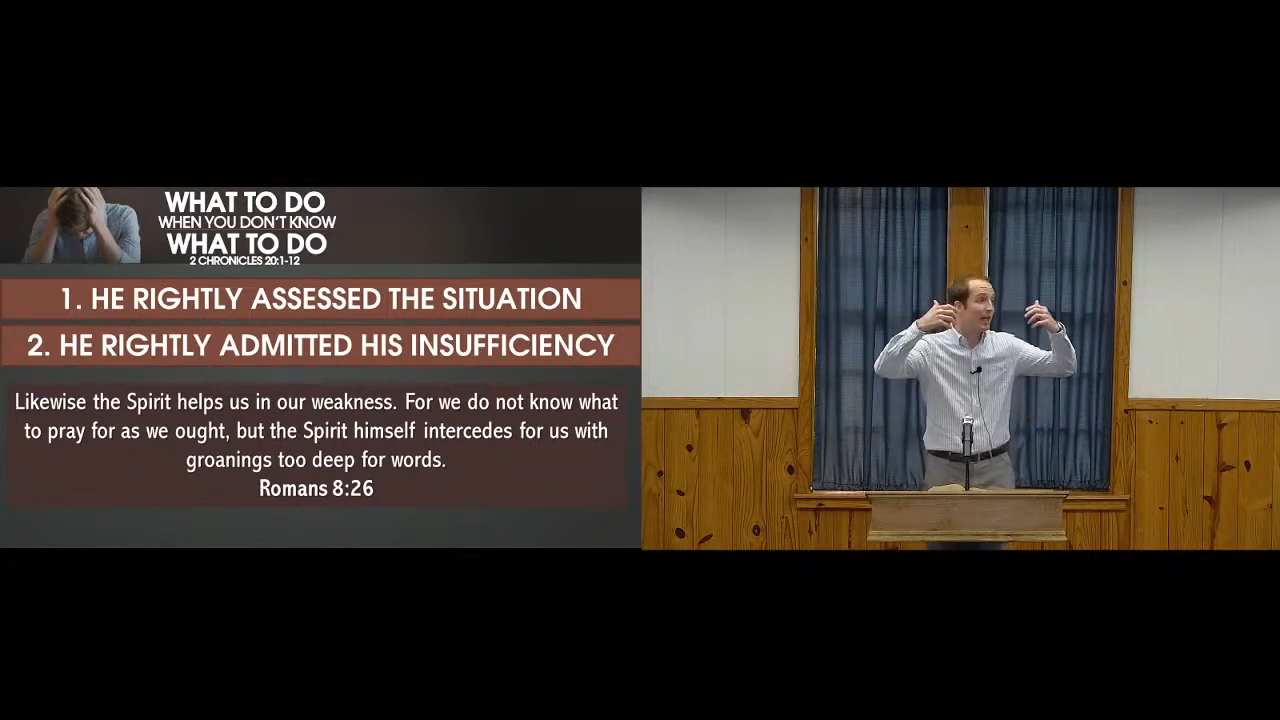 WHAT TO DO
WHEN YOU DON'T KNOW
WHAT TO DO
2 CHRONICLES 20:1-12
1. HE RIGHTLY ASSESSED THE SITUATION
2. HE RIGHTLY ADMITTED HIS INSUFFICIENCY
Likewise the Spirit helps us in our weakness. For we do not know what
to pray for as we ought, but the Spirit himself intercedes for us with
groanings too deep for words.
Romans 8:26